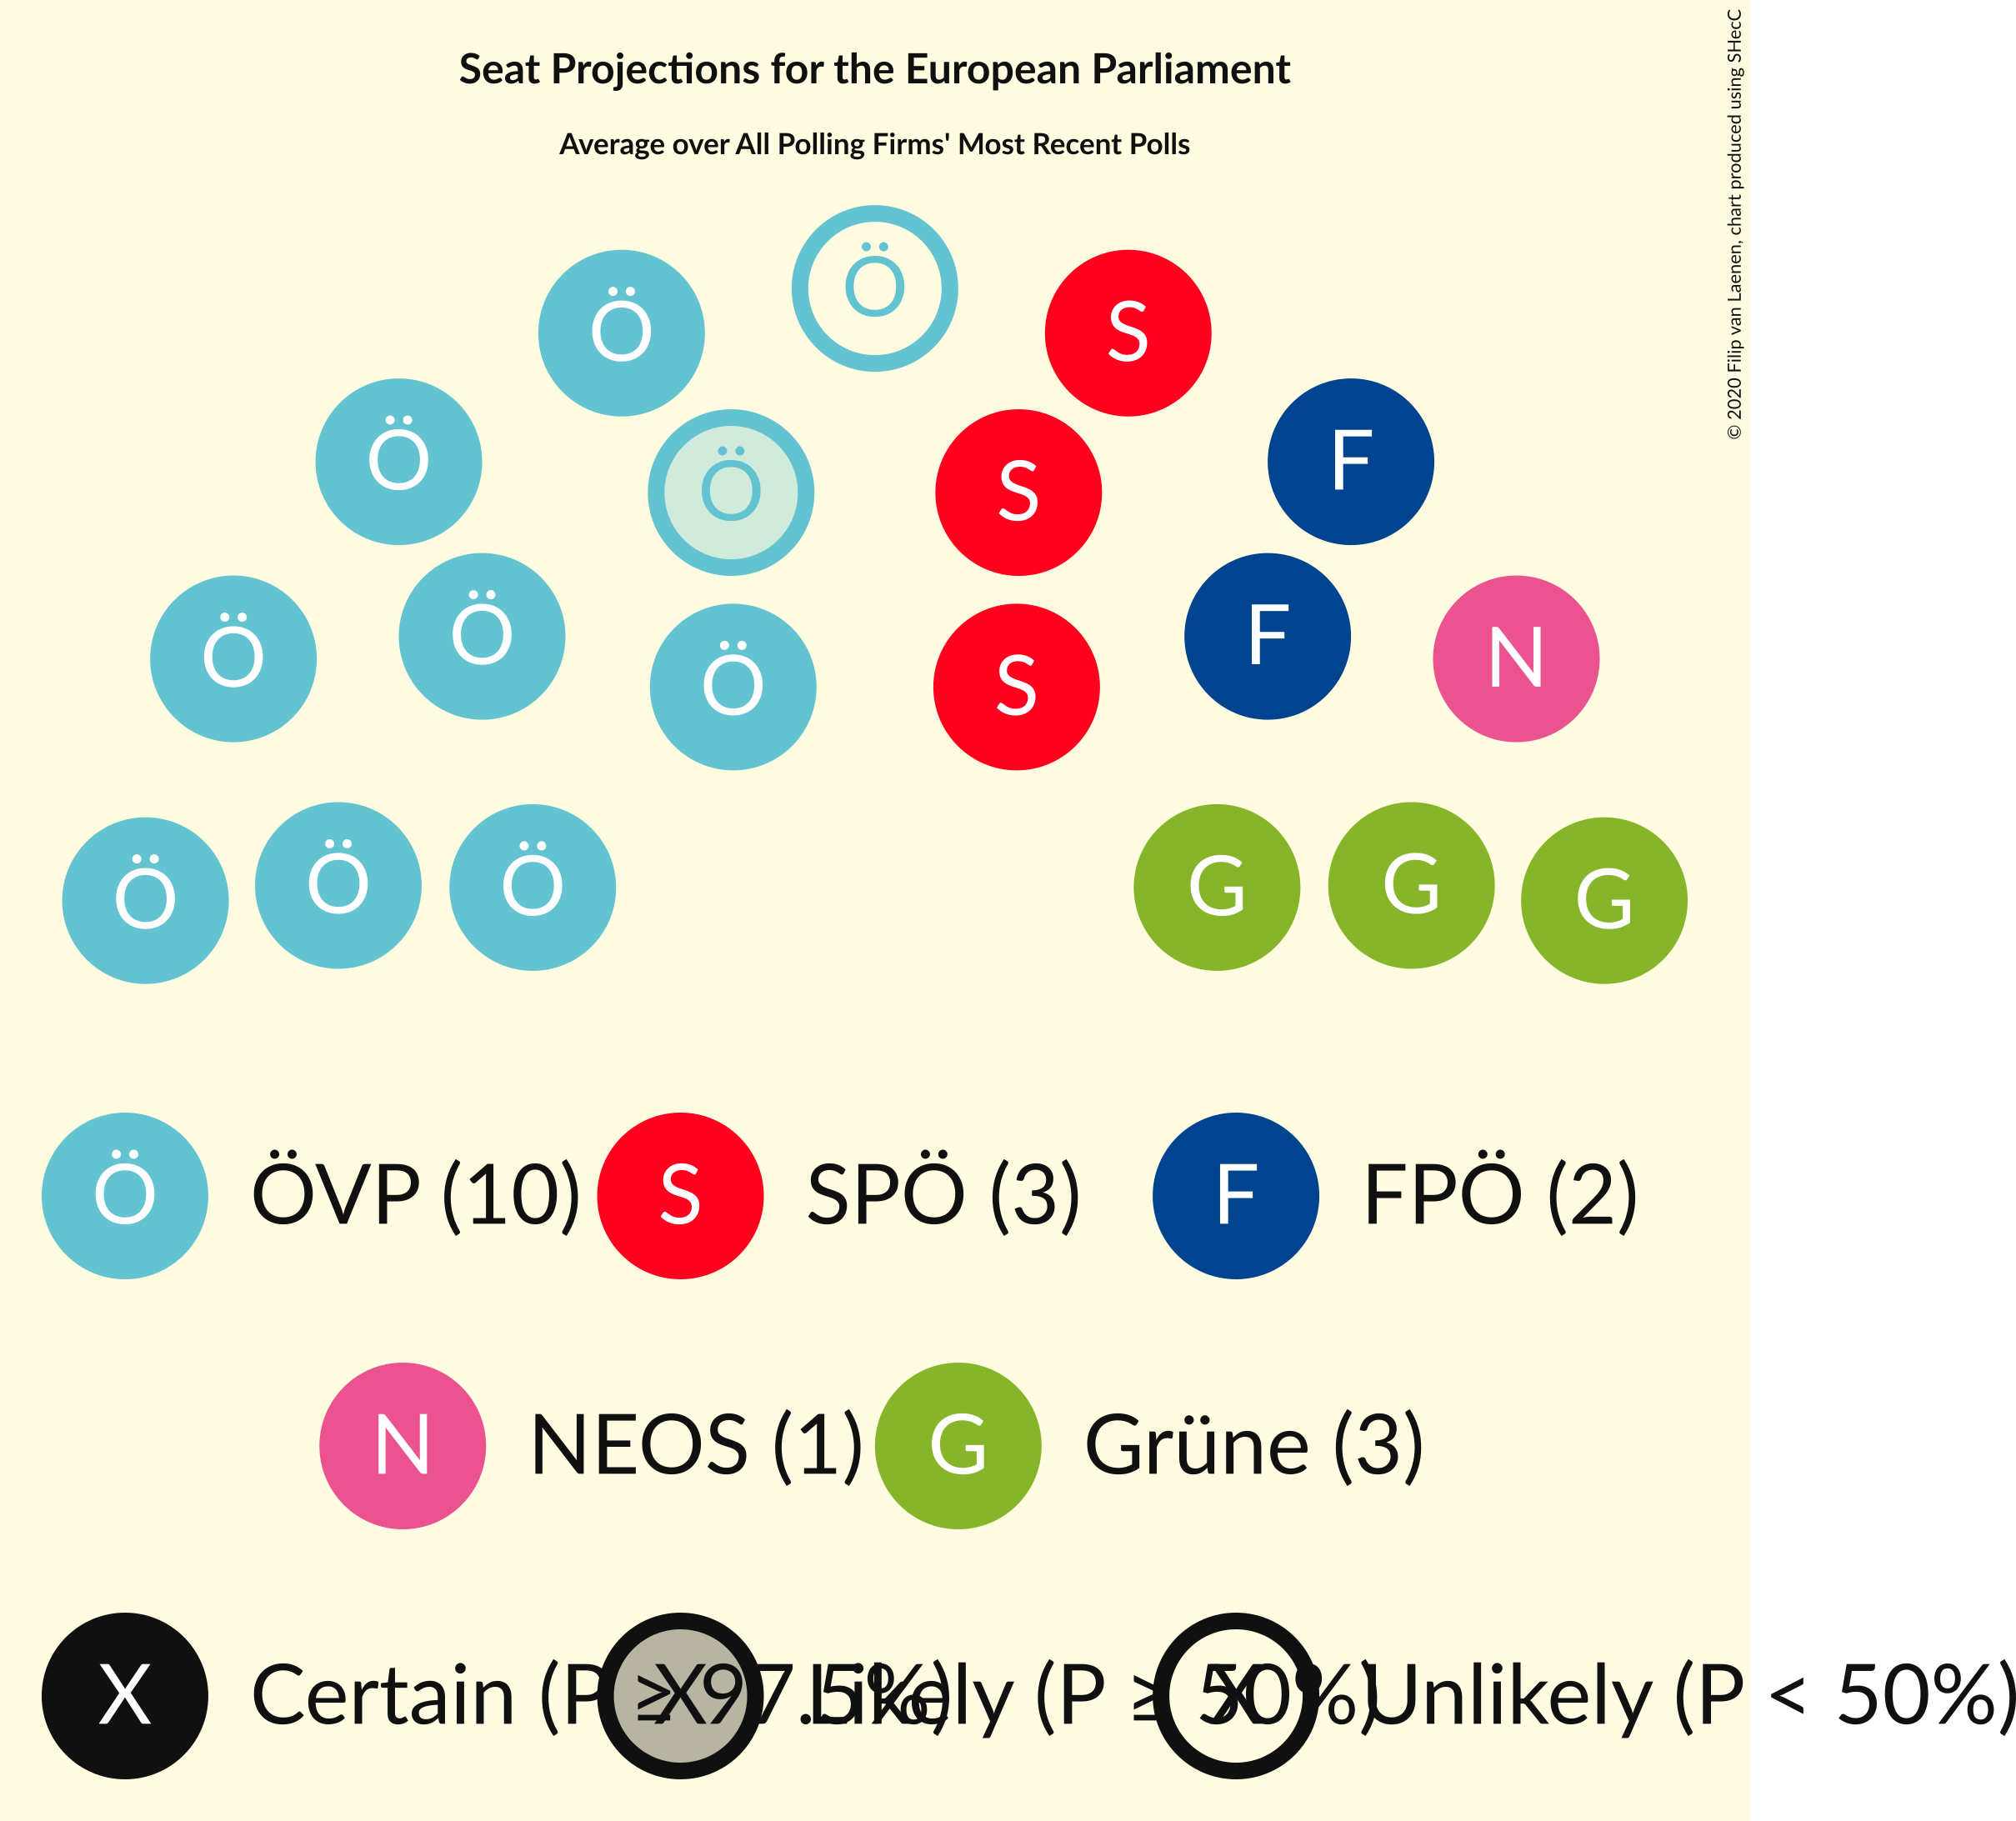 Seat Projections for the European Parliament
Average over All Polling Firms' Most Recent Polls
© 2020 Filip van Laenen, chart produced using SHecC
Ö
Ö S
Ö F
Ö S
Ö F
Ö N
Ö S
Ö Ö Ö G G G
Ö ÖVP (10) S SPÖ (3) F FPÖ (2)
N NEOS (1) G Grüne (3)
X Certain (P ≥ 97.5%) X Likely (P ≥ 50%) X Unlikely (P < 50%)